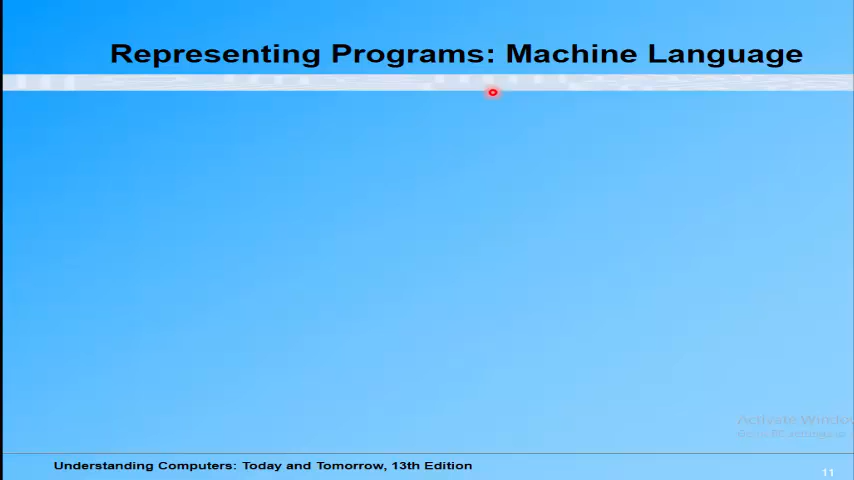 Representing Programs: Machine Language
Activate Windo
Understanding Computers: Today and Tomorrow, 13th Edition
11